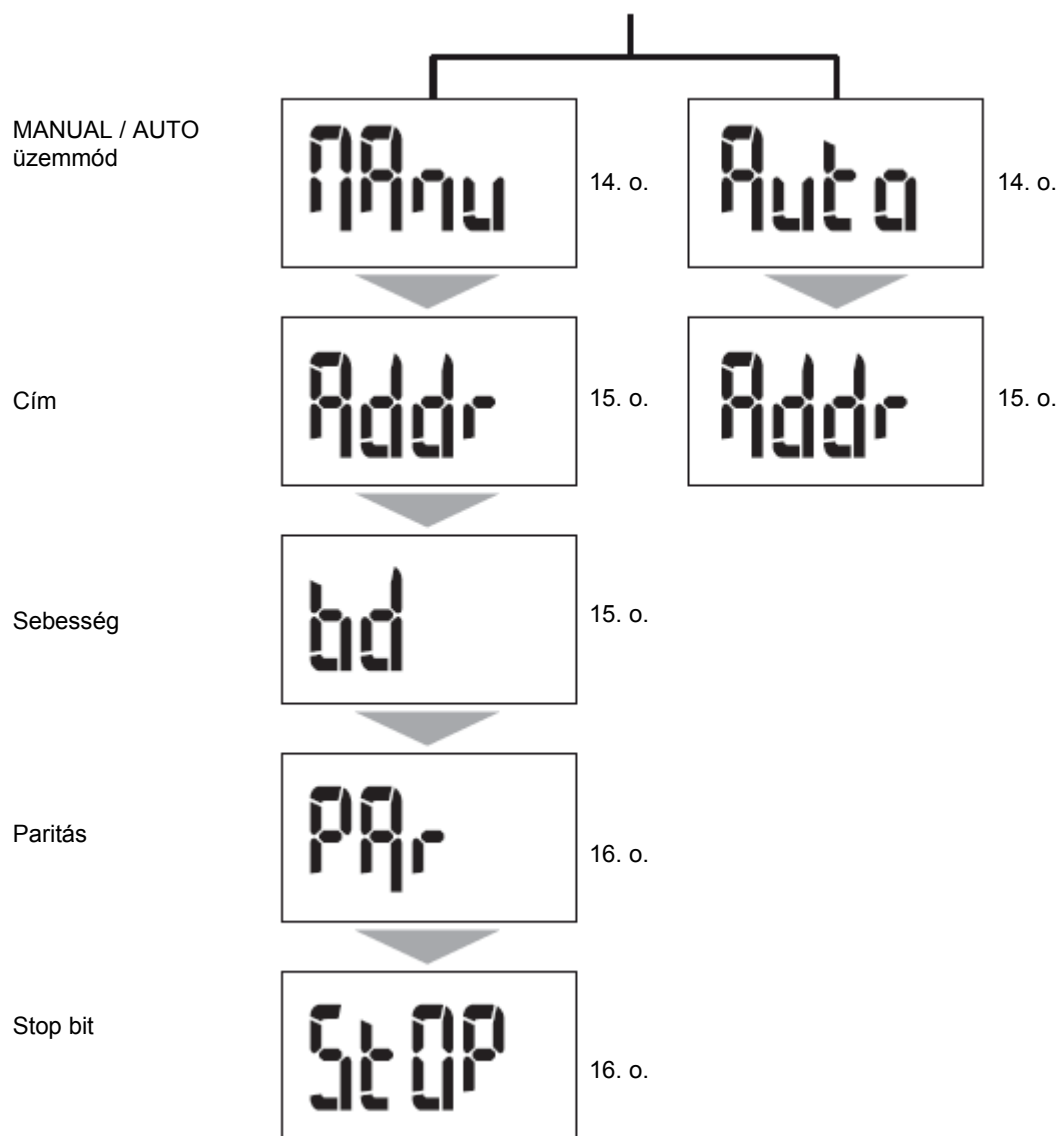 MANUAL / AUTO
üzemmód
MAnu
14. o.
Auto
14. o.
Cím
Addr
15. o.
Addr
15. o.
Sebesség
bd
15. o.
Paritás
PAr
16. o.
Stop bit
StOP
16. o.